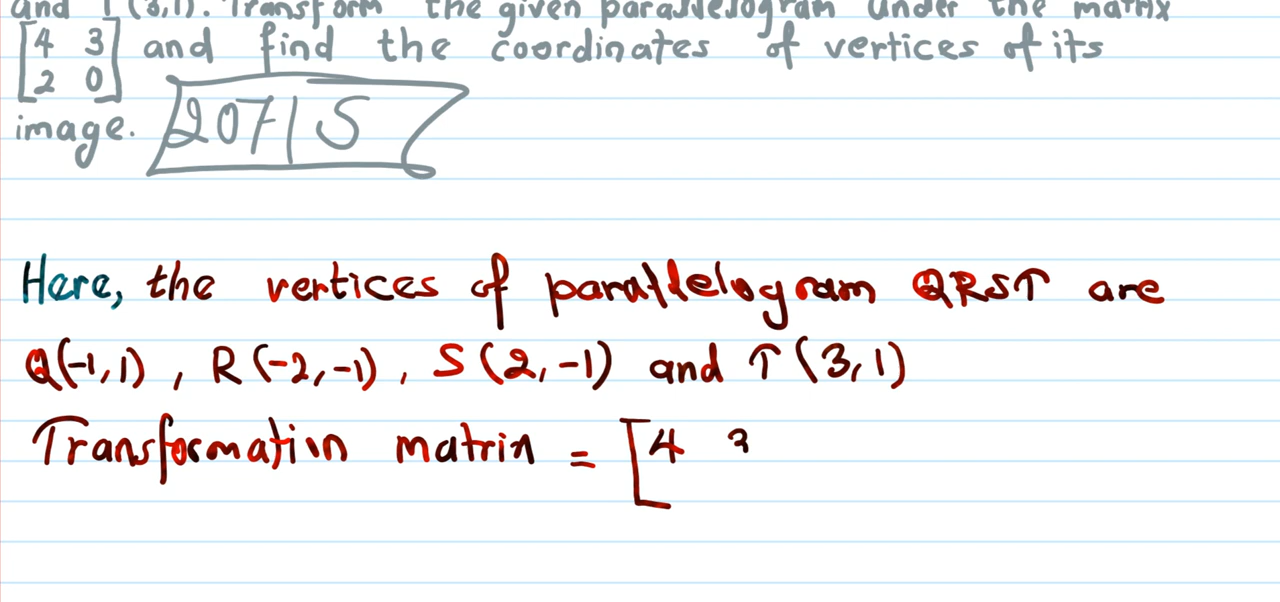 and T(3,1). Transform the given parallelogram under the matrix
[4 3
2 0] and find the coordinates of vertices of its
image. 2071 S
Here, the vertices of parallelogram QRST are
Q(-1,1), R(-2,-1), S(2,-1) and T(3,1)
Transformation matrix = [4 3